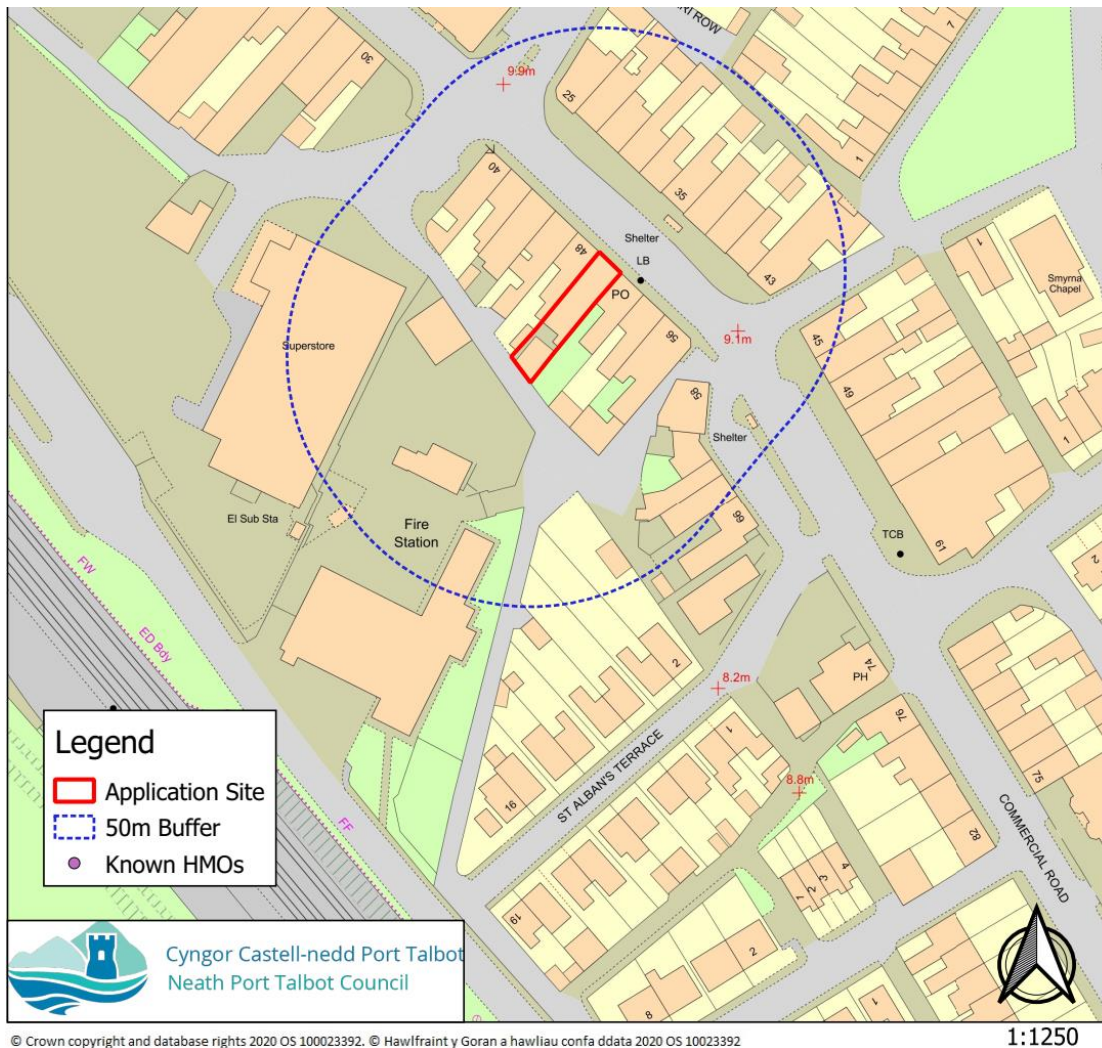 RI ROW
7
30
9.9m
25
1
40
35
Shelter
48
LB
1
Smyrna
Chapel
PO
43
Superstore
56
9.1m
45
58
49
1
Shelter
El Sub Sta
66
Fire
Station
TCB
61
2
FW
ED Bdy
2
74
8.2m
PH
76
Legend
Application Site
50m Buffer
Known HMOs
1
ST ALBAN'S TERRACE
8.8m
75
16
FF
82
COMMERCIAL ROAD
4
3
2
19
2
1
8
Cyngor Castell-nedd Port Talbot
Neath Port Talbot Council
© Crown copyright and database rights 2020 OS 100023392. © Hawlfraint y Goran a hawliau confa ddata 2020 OS 10023392
1:1250